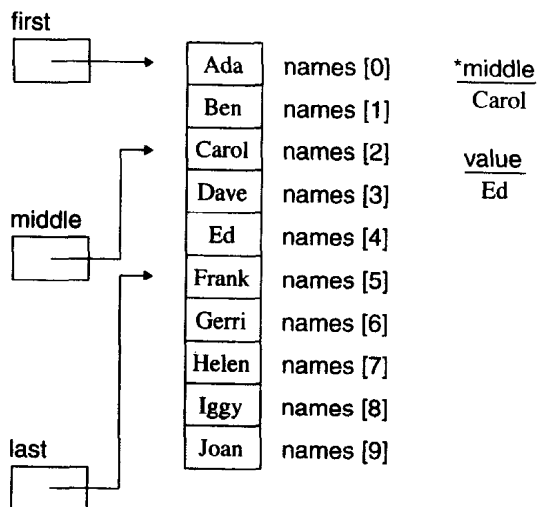 first
Ada names [0] *middle
Ben names [1] Carol
Carol names [2] value
Dave names [3] Ed
middle
Ed names [4]
Frank names [5]
Gerri names [6]
Helen names [7]
Iggy names [8]
last
Joan names [9]